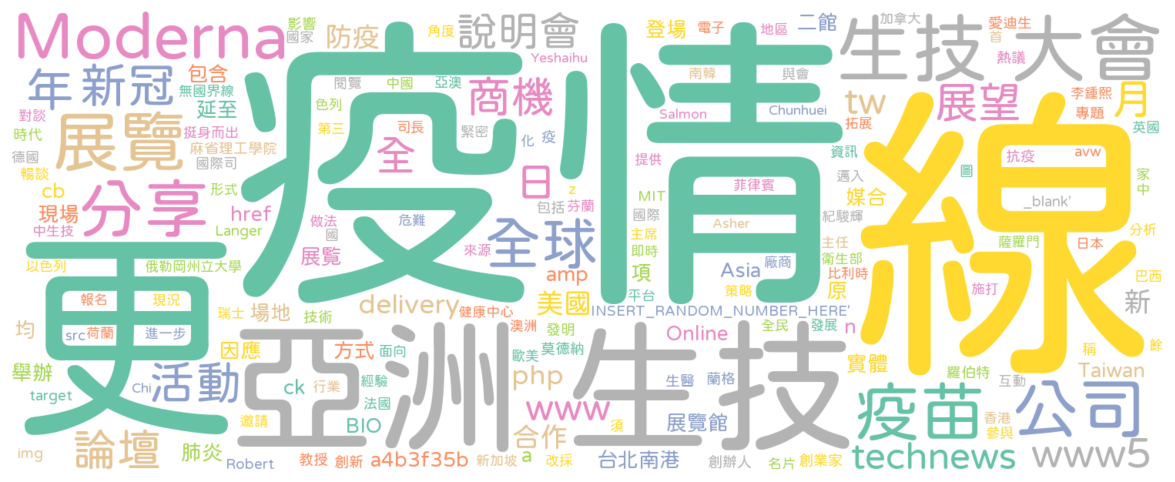 Moderna
影響
國家
防疫
角度
說明會
Yeshaihu
疫情
登場
電子
地區
二館
加拿大
生技大會
愛迪生
首
熱議
年
新冠
包含
無國界線
延至
閱覽
中國
亞澳
商機
南韓
與會
tw
展望
李鍾熙
專題
月
英國
對談
時代
展覽
挺身而出
麻省理工學院
色列
第三
司長
緊密
化
疫
Salmon
Chunhuei
拓展
資訊
抗疫
avw
圖
家
中
德國
暢談
國際司
全
提供
線
cb
分享
形式
日
z
MIT
菲律賓
媒合
邁入
_blank'
現場
中生技
href
Langer
做法
國
危難
包括
芬蘭
國際
Asher
紀駿輝
分析
主席
即時
主任
衛生部
薩羅門
日本
以色列
俄勒岡州立大學
展覧
來源
全球
amp
項
Asia
廠商
比利時
巴西
施打
更
報名
現況
瑞士
場地
delivery
健康中心
美國
平台
策略
原
新
src
荷蘭
進一步
技術
INSERT_RANDOM_NUMBER_HERE'
均
因應
亞洲
方式
面向
澳洲
發明
全民
發展
n
稱
餘
Online
歐美
莫德納
實體
舉辦
活動
Chi
ck
行業
經驗
php
生技
生醫
蘭格
羅伯特
互動
Taiwan
target
邀請
法國
BIO
www
展覽館
須
疫苗
香港
參與
公司
論壇
肺炎
合作
img
Robert
教授
創新
a4b3f35b
新加坡
a
改採
台北南港
創辦人
名片
創業家
technews
www5